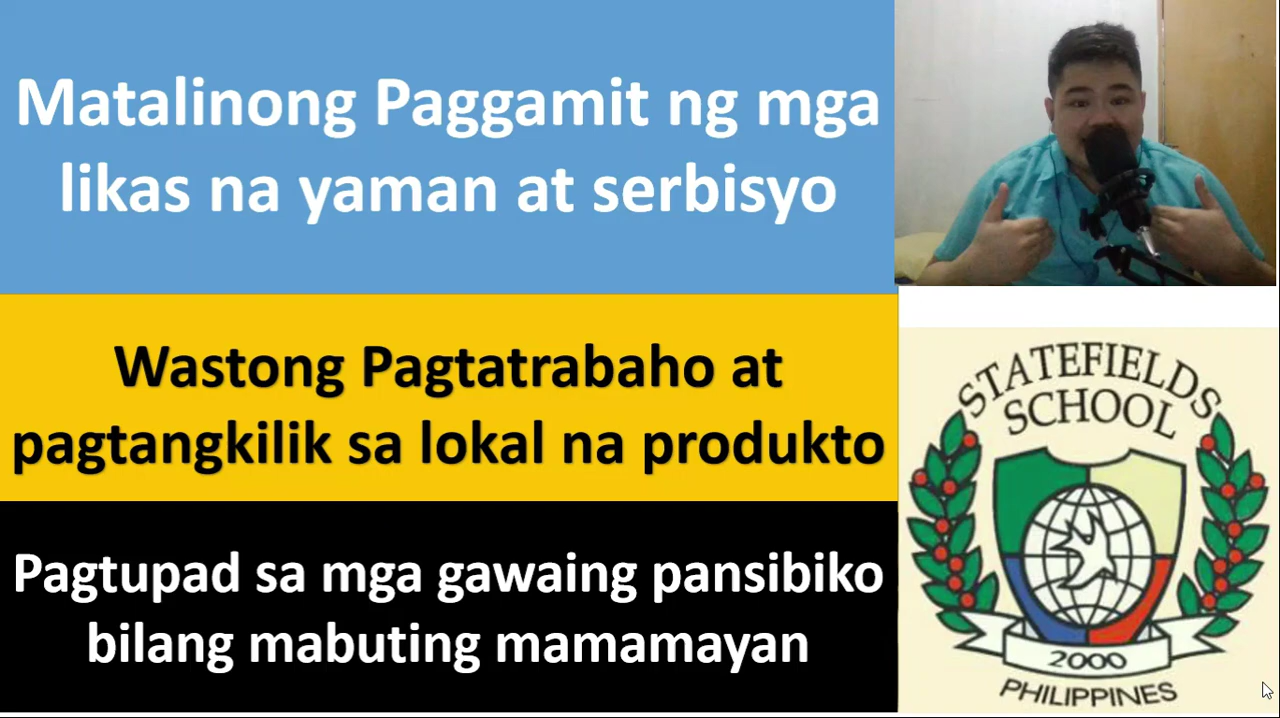 Matalinong Paggamit ng mga
likas na yaman at serbisyo
Wastong Pagtatrabaho at
pagtangkilik sa lokal na produkto
Pagtupad sa mga gawaing pansibiko
bilang mabuting mamamayan
STATEFIELDS
SCHOOL
2000
PHILIPPINES